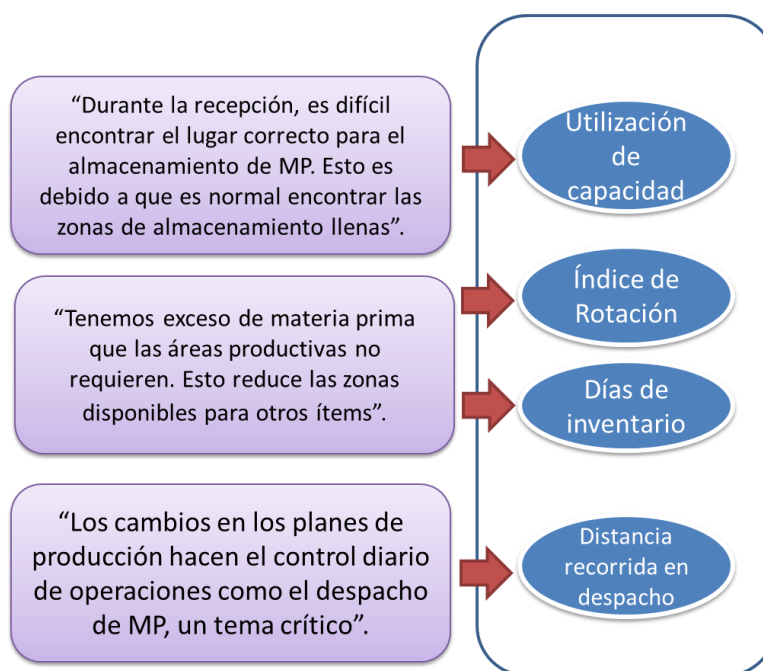 “Durante la recepción, es difícil
encontrar el lugar correcto para el
almacenamiento de MP. Esto es
debido a que es normal encontrar las
zonas de almacenamiento llenas”.
Utilización
de
capacidad
“Tenemos exceso de materia prima
que las áreas productivas no
requieren. Esto reduce las zonas
disponibles para otros ítems”.
Índice de
Rotación
Días de
inventario
“Los cambios en los planes de
producción hacen el control diario
de operaciones como el despacho
de MP, un tema crítico”.
Distancia
recorrida en
despacho